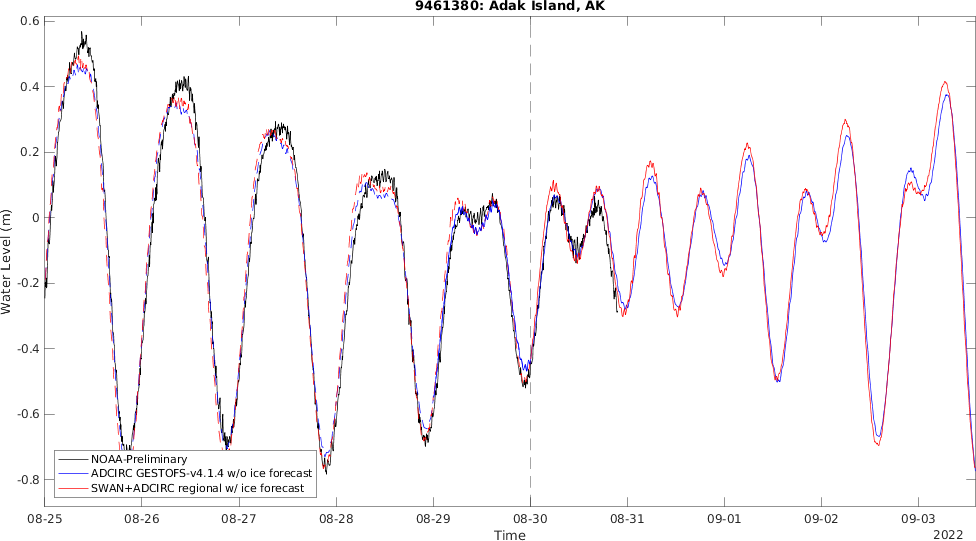 9461380: Adak Island, AK
0.6
0.4
0.2
0
-0.2
-0.4
-0.6
-0.8
Water Level (m)
NOAA-Preliminary
ADCIRC GESTOFS-v4.1.4 w/o ice forecast
SWAN+ADCIRC regional w/ ice forecast
08-25 08-26 08-27 08-28 08-29 08-30 08-31 09-01 09-02 09-03
Time
2022